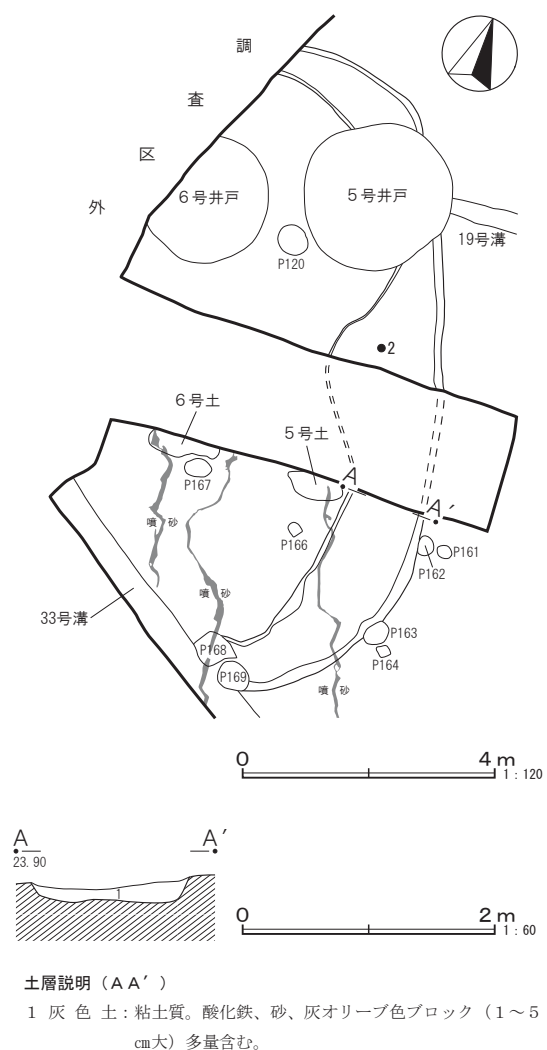 調
査
区
外
6号井戸
5号井戸
19号溝
P120
2
6号土
5号土
A
A′
P167
P166
P161
P162
噴 砂
噴 砂
33号溝
P163
P168
P164
P169
噴 砂
0 4m
1:120
A A′
23.90
1
0 2m
1:60
土層説明(AA′)
1 灰 色 土:粘土質。酸化鉄、砂、灰オリーブ色ブロック(1~5
㎝大)多量含む。